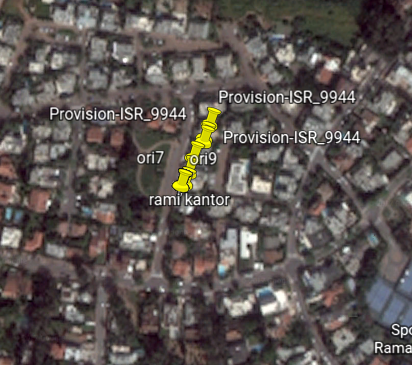 Provision-ISR_9944
Provision-ISR_9944
Provision-ISR_9944
ori7
ori9
rami kantor
Spo
Rama